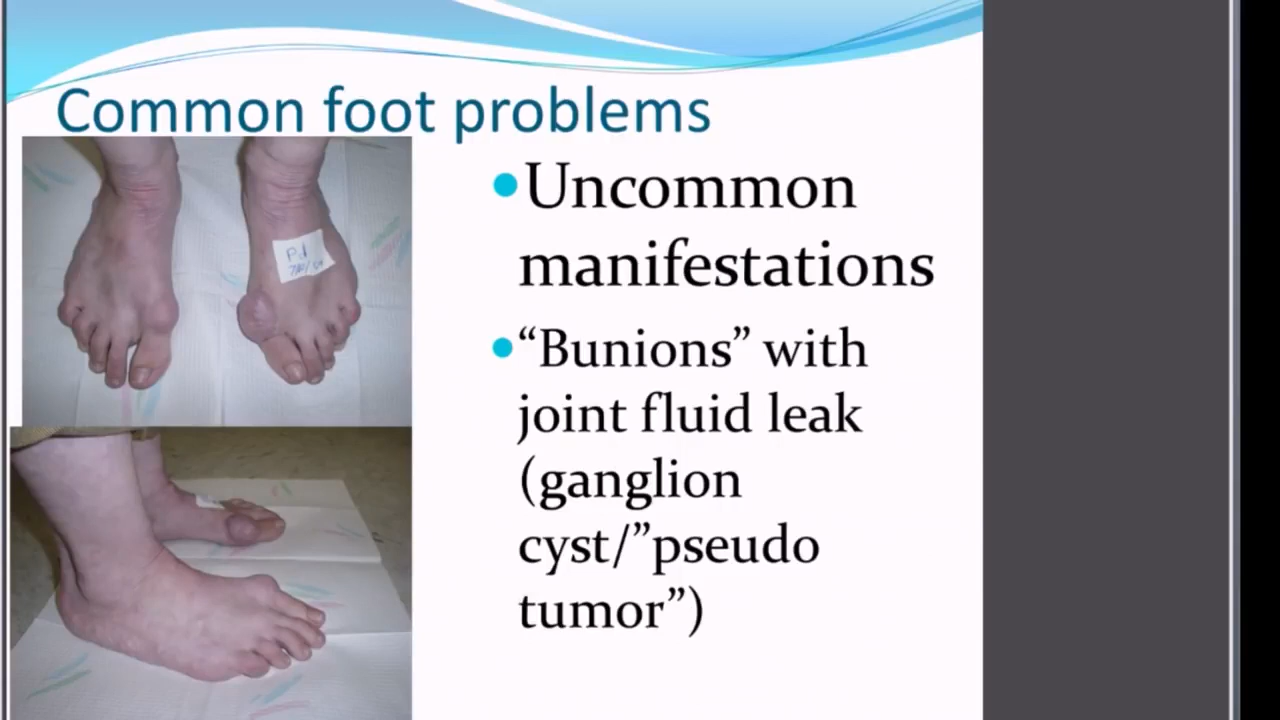 Common foot problems
Uncommon
manifestations
“Bunions” with
joint fluid leak
(ganglion
cyst/”pseudo
tumor”)